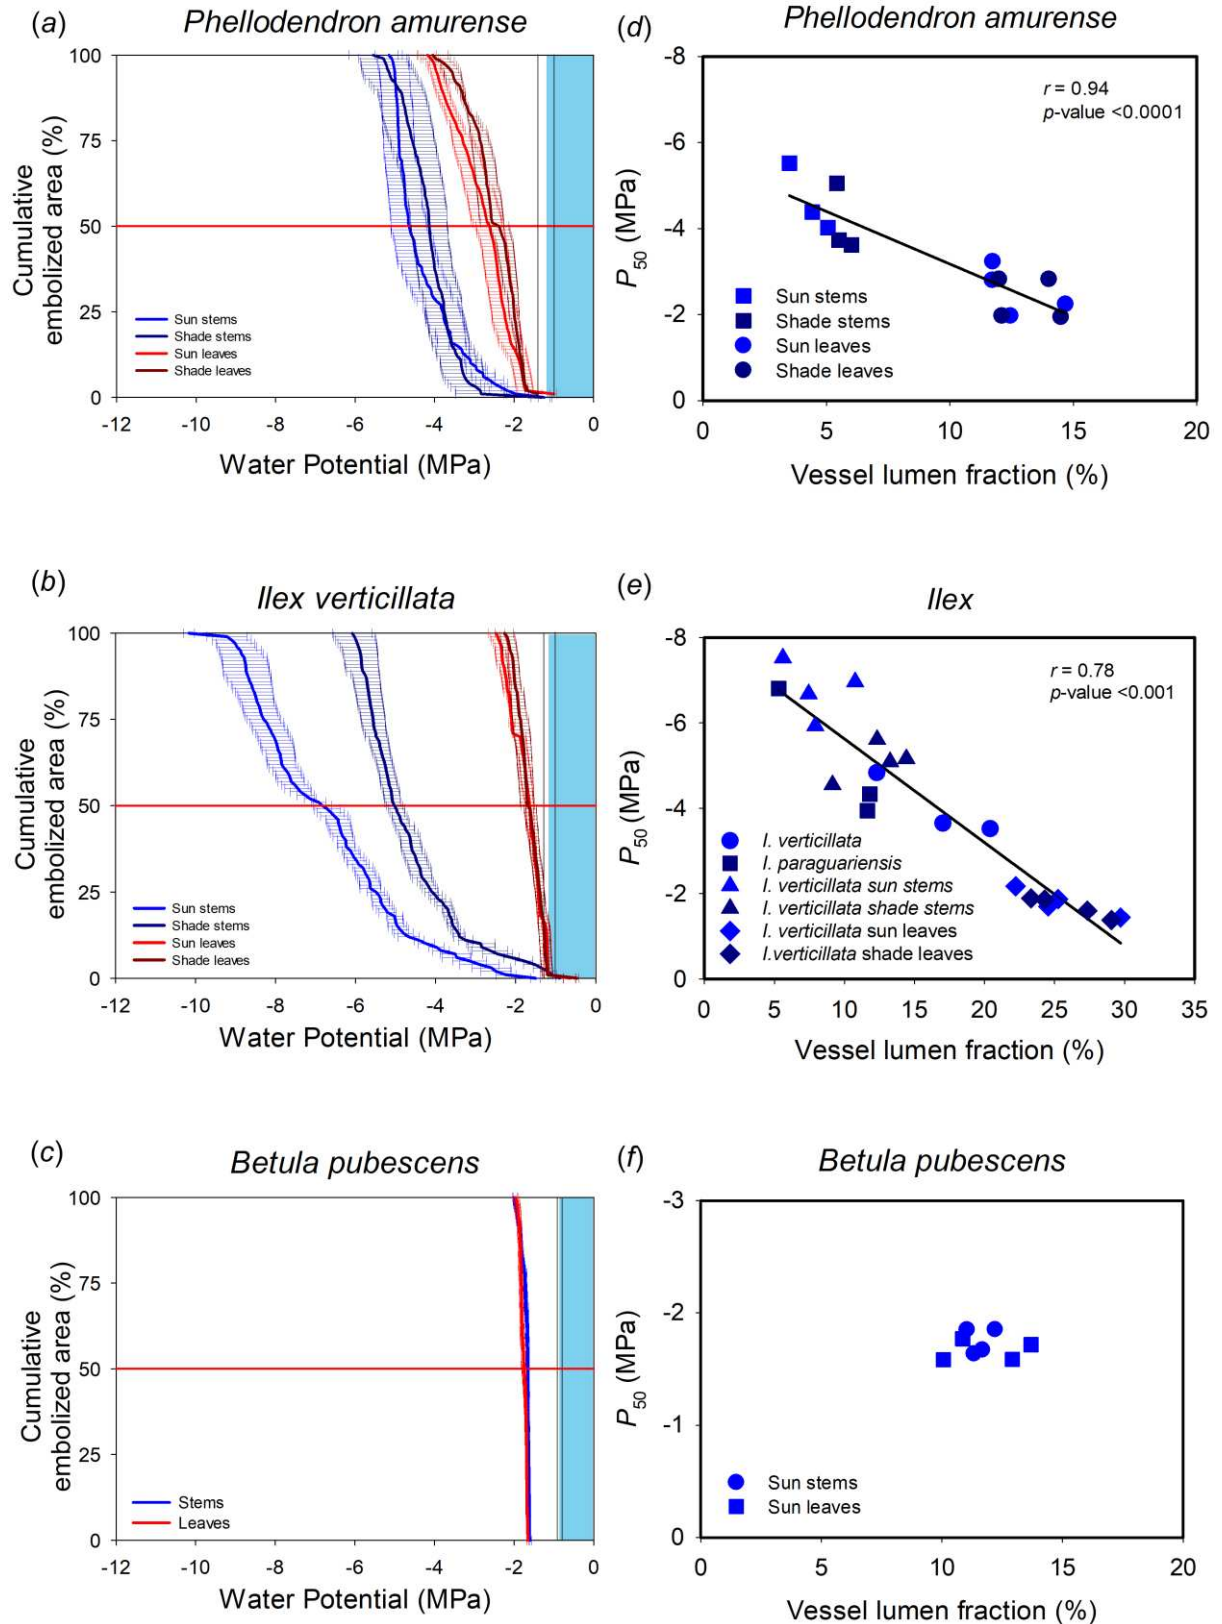 (a) Phellodendron amurense
100
75
50
25
0
Cumulative
embolized area (%)
Sun stems
Shade stems
Sun leaves
Shade leaves
-12 -10 -8 -6 -4 -2 0
Water Potential (MPa)
(d) Phellodendron amurense
-8
-6
-4
-2
0
P50 (MPa)
r = 0.94
p-value <0.0001
Sun stems
Shade stems
Sun leaves
Shade leaves
0 5 10 15 20
Vessel lumen fraction (%)
(b) Ilex verticillata
100
75
50
25
0
Cumulative
embolized area (%)
Sun stems
Shade stems
Sun leaves
Shade leaves
-12 -10 -8 -6 -4 -2 0
Water Potential (MPa)
(e) Ilex
-8
-6
-4
-2
0
P50 (MPa)
r = 0.78
p-value <0.001
I. verticillata
I. paraguariensis
I. verticillata sun stems
I. verticillata shade stems
I. verticillata sun leaves
I.verticillata shade leaves
0 5 10 15 20 25 30 35
Vessel lumen fraction (%)
(c) Betula pubescens
100
75
50
25
0
Cumulative
embolized area (%)
Stems
Leaves
-12 -10 -8 -6 -4 -2 0
Water Potential (MPa)
(f) Betula pubescens
-3
-2
-1
0
P50 (MPa)
Sun stems
Sun leaves
0 5 10 15 20
Vessel lumen fraction (%)